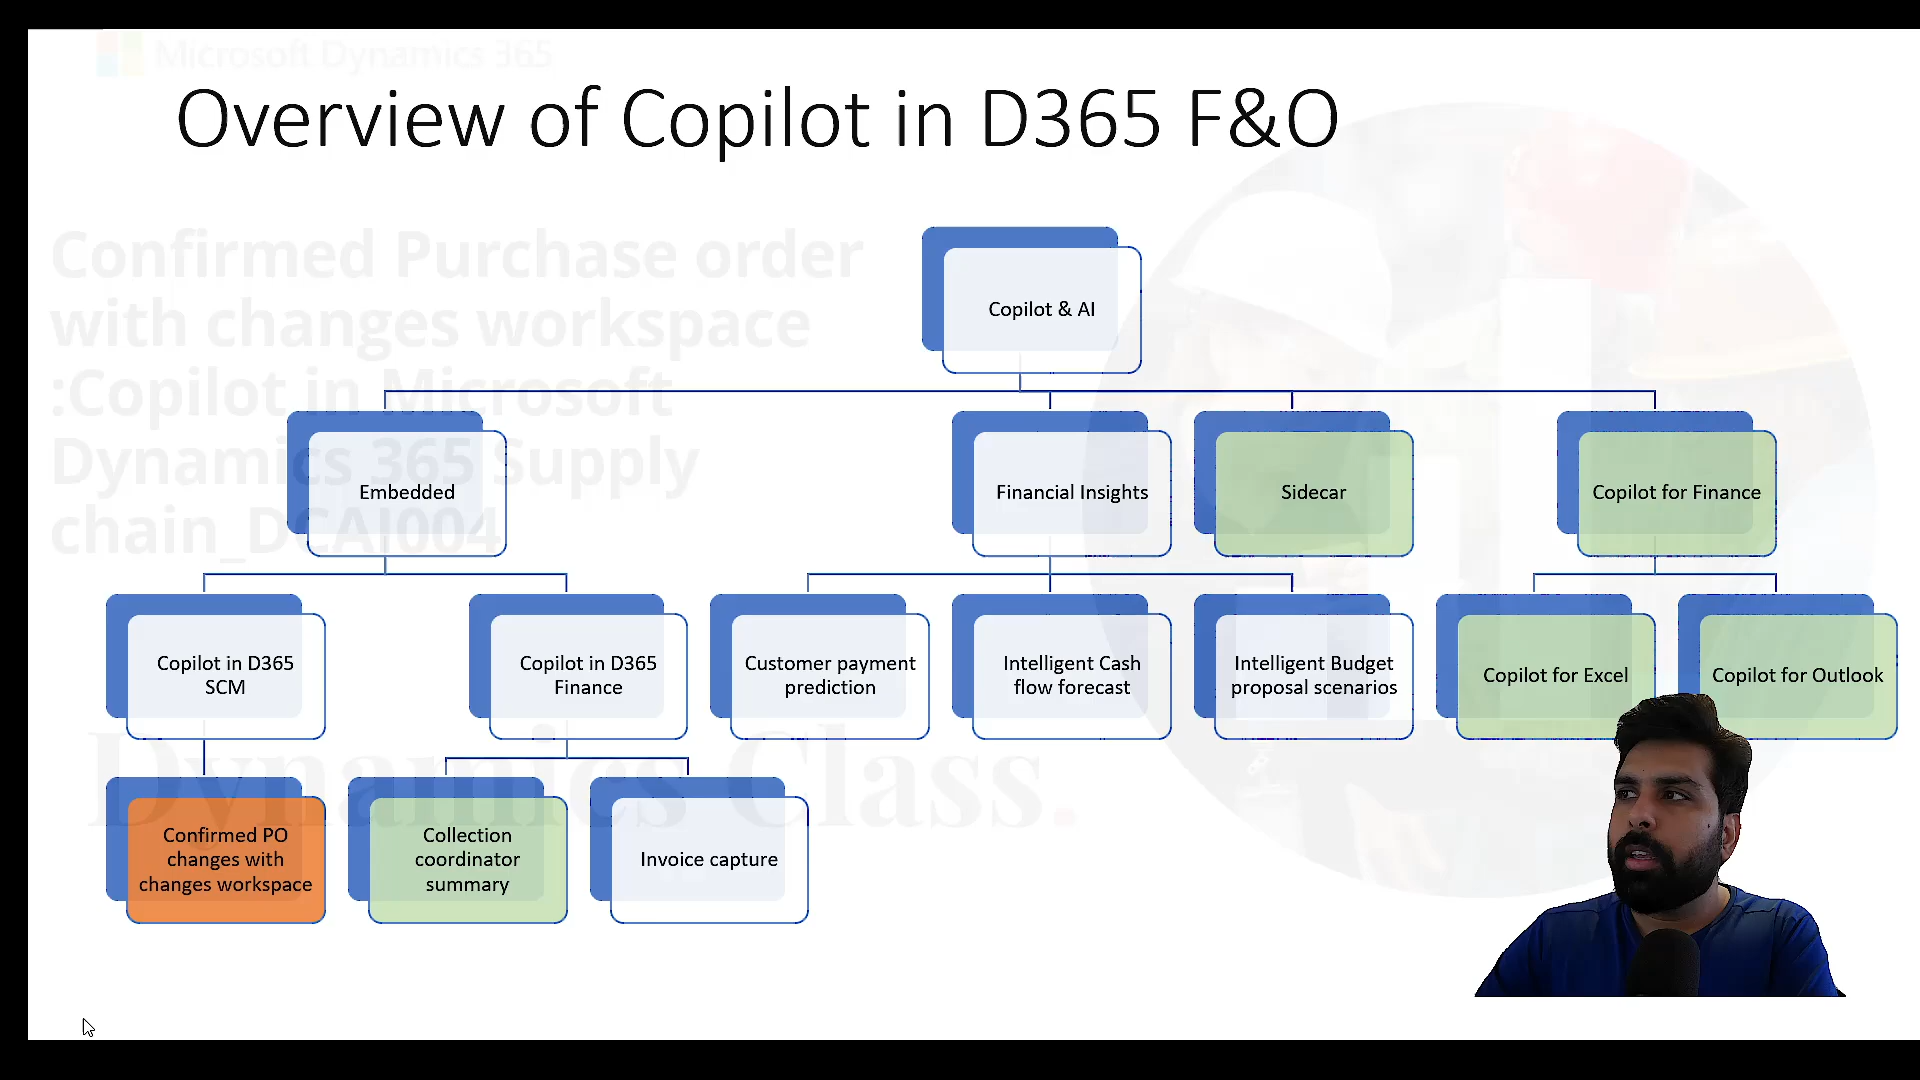 Microsoft Dynamics 365
Overview of Copilot in D365 F&O
Confirmed Purchase order
with changes workspace
:Copilot in Microsoft
Dynamics 365 Supply
chain_DCAI004
Copilot & AI
Embedded
Financial Insights
Sidecar
Copilot for Finance
Copilot in D365
SCM
Copilot in D365
Finance
Customer payment
prediction
Intelligent Cash
flow forecast
Intelligent Budget
proposal scenarios
Copilot for Excel
Copilot for Outlook
Dynamics Class.
Confirmed PO
changes with
changes workspace
Collection
coordinator
summary
Invoice capture